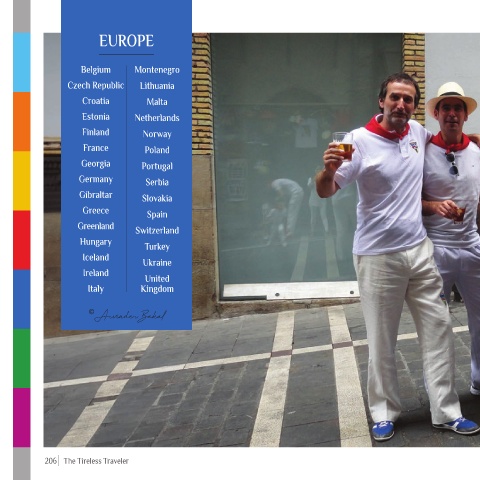 EUROPE
Belgium
Czech Republic
Croatia
Estonia
Finland
France
Georgia
Germany
Gibraltar
Greece
Greenland
Hungary
Iceland
Ireland
Italy
Montenegro
Lithuania
Malta
Netherlands
Norway
Poland
Portugal
Serbia
Slovakia
Spain
Switzerland
Turkey
Ukraine
United
Kingdom
©
206 | The Tireless Traveler